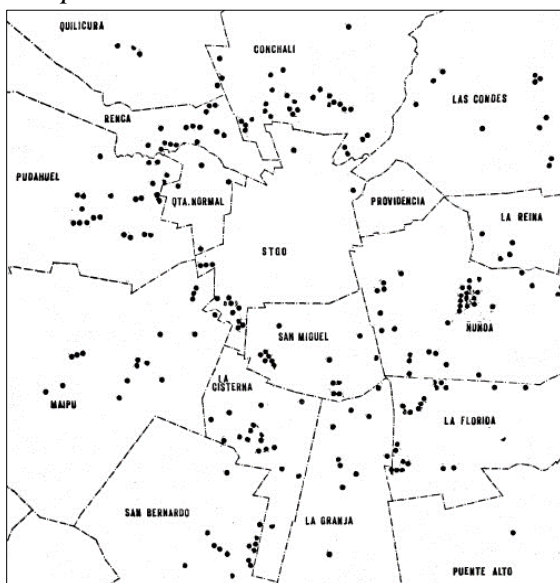 QUILICURA
CONCHALI
LAS CONDES
RENCA
PUDAHUEL
QTA. NORMAL
PROVIDENCIA
LA REINA
STGO
ÑUÑOA
SAN MIGUEL
LA
CISTERNA
MAIPU
LA FLORIDA
SAN BERNARDO
LA GRANJA
PUENTE ALTO